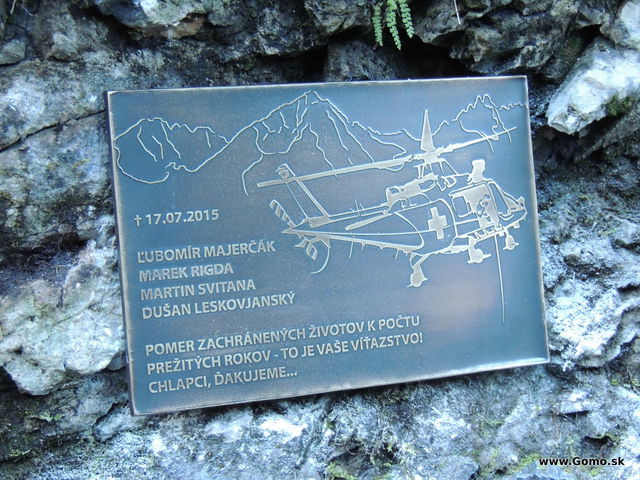 † 17.07.2015
ĽUBOMÍR MAJERČÁK
MAREK RIGDA
MARTIN SVITANA
DUŠAN LESKOVJANSKÝ
POMER ZACHRÁNENÝCH ŽIVOTOV K POČTU
PREŽITÝCH ROKOV - TO JE VAŠE VÍŤAZSTVO!
CHLAPCI, ĎAKUJEME...
www.Gomo.sk